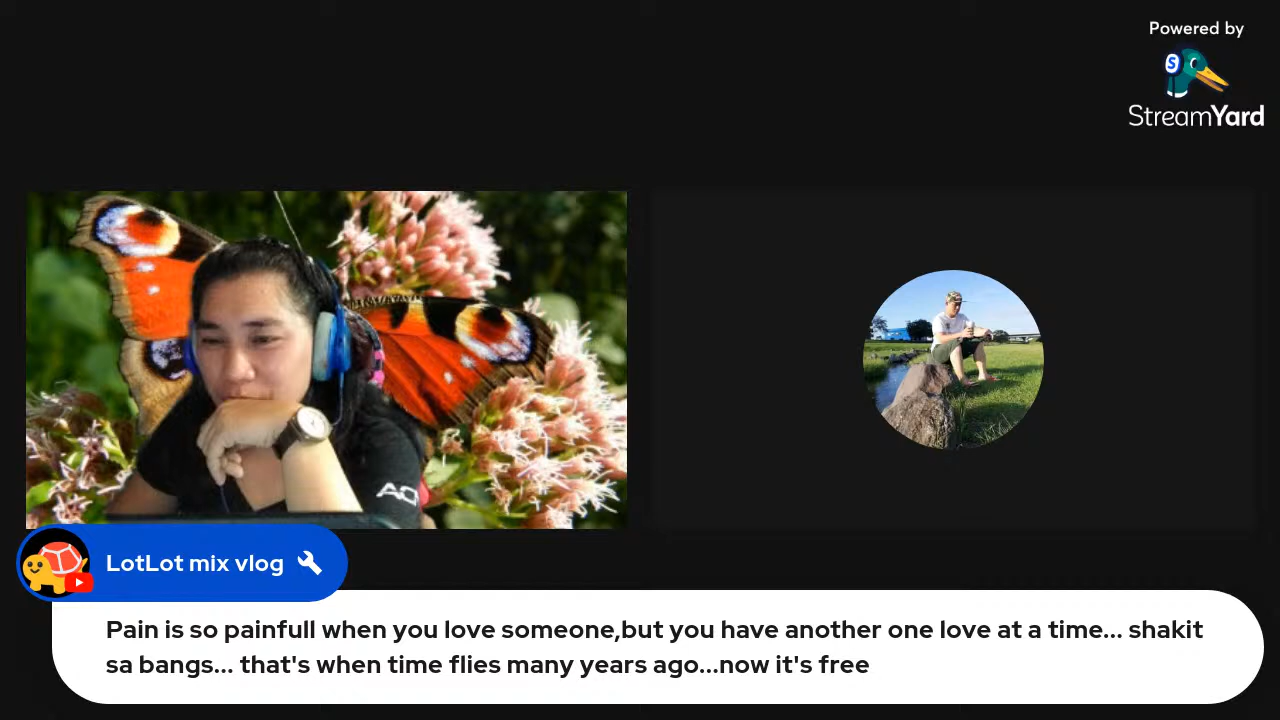 Powered by
StreamYard
LotLot mix vlog
Pain is so painfull when you love someone,but you have another one love at a time... shakit
sa bangs... that's when time flies many years ago...now it's free